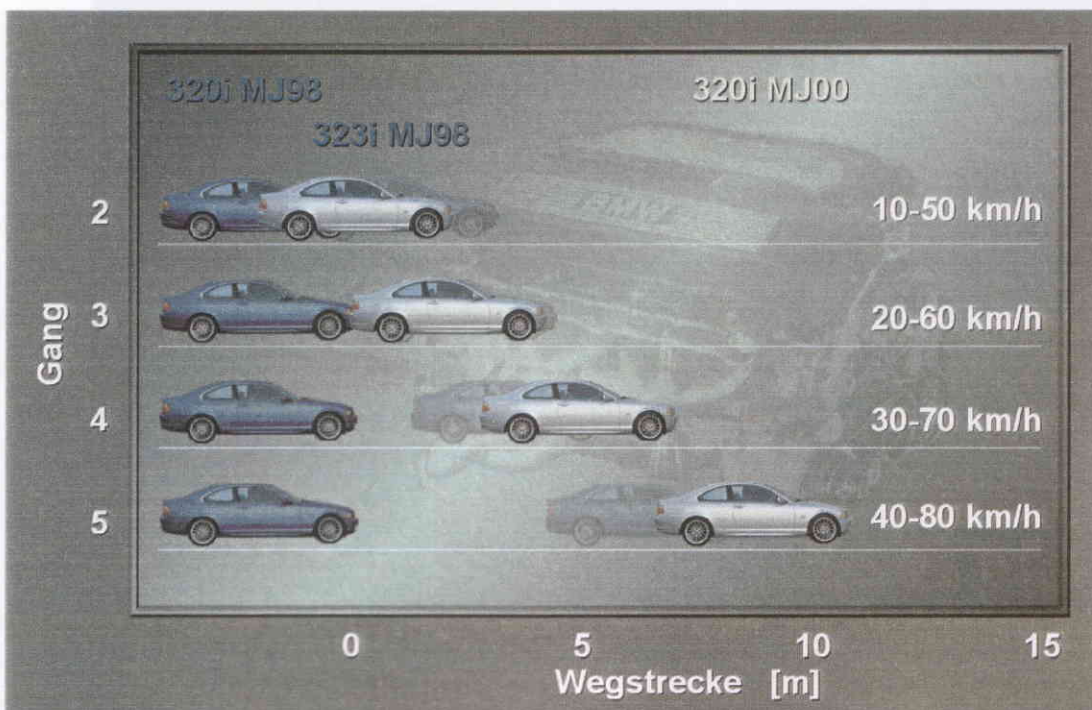 320i MJ98
320i MJ00
323i MJ98
BMW
2
10-50 km/h
3
20-60 km/h
Gang
4
30-70 km/h
5
40-80 km/h
0 5 10 15
Wegstrecke [m]